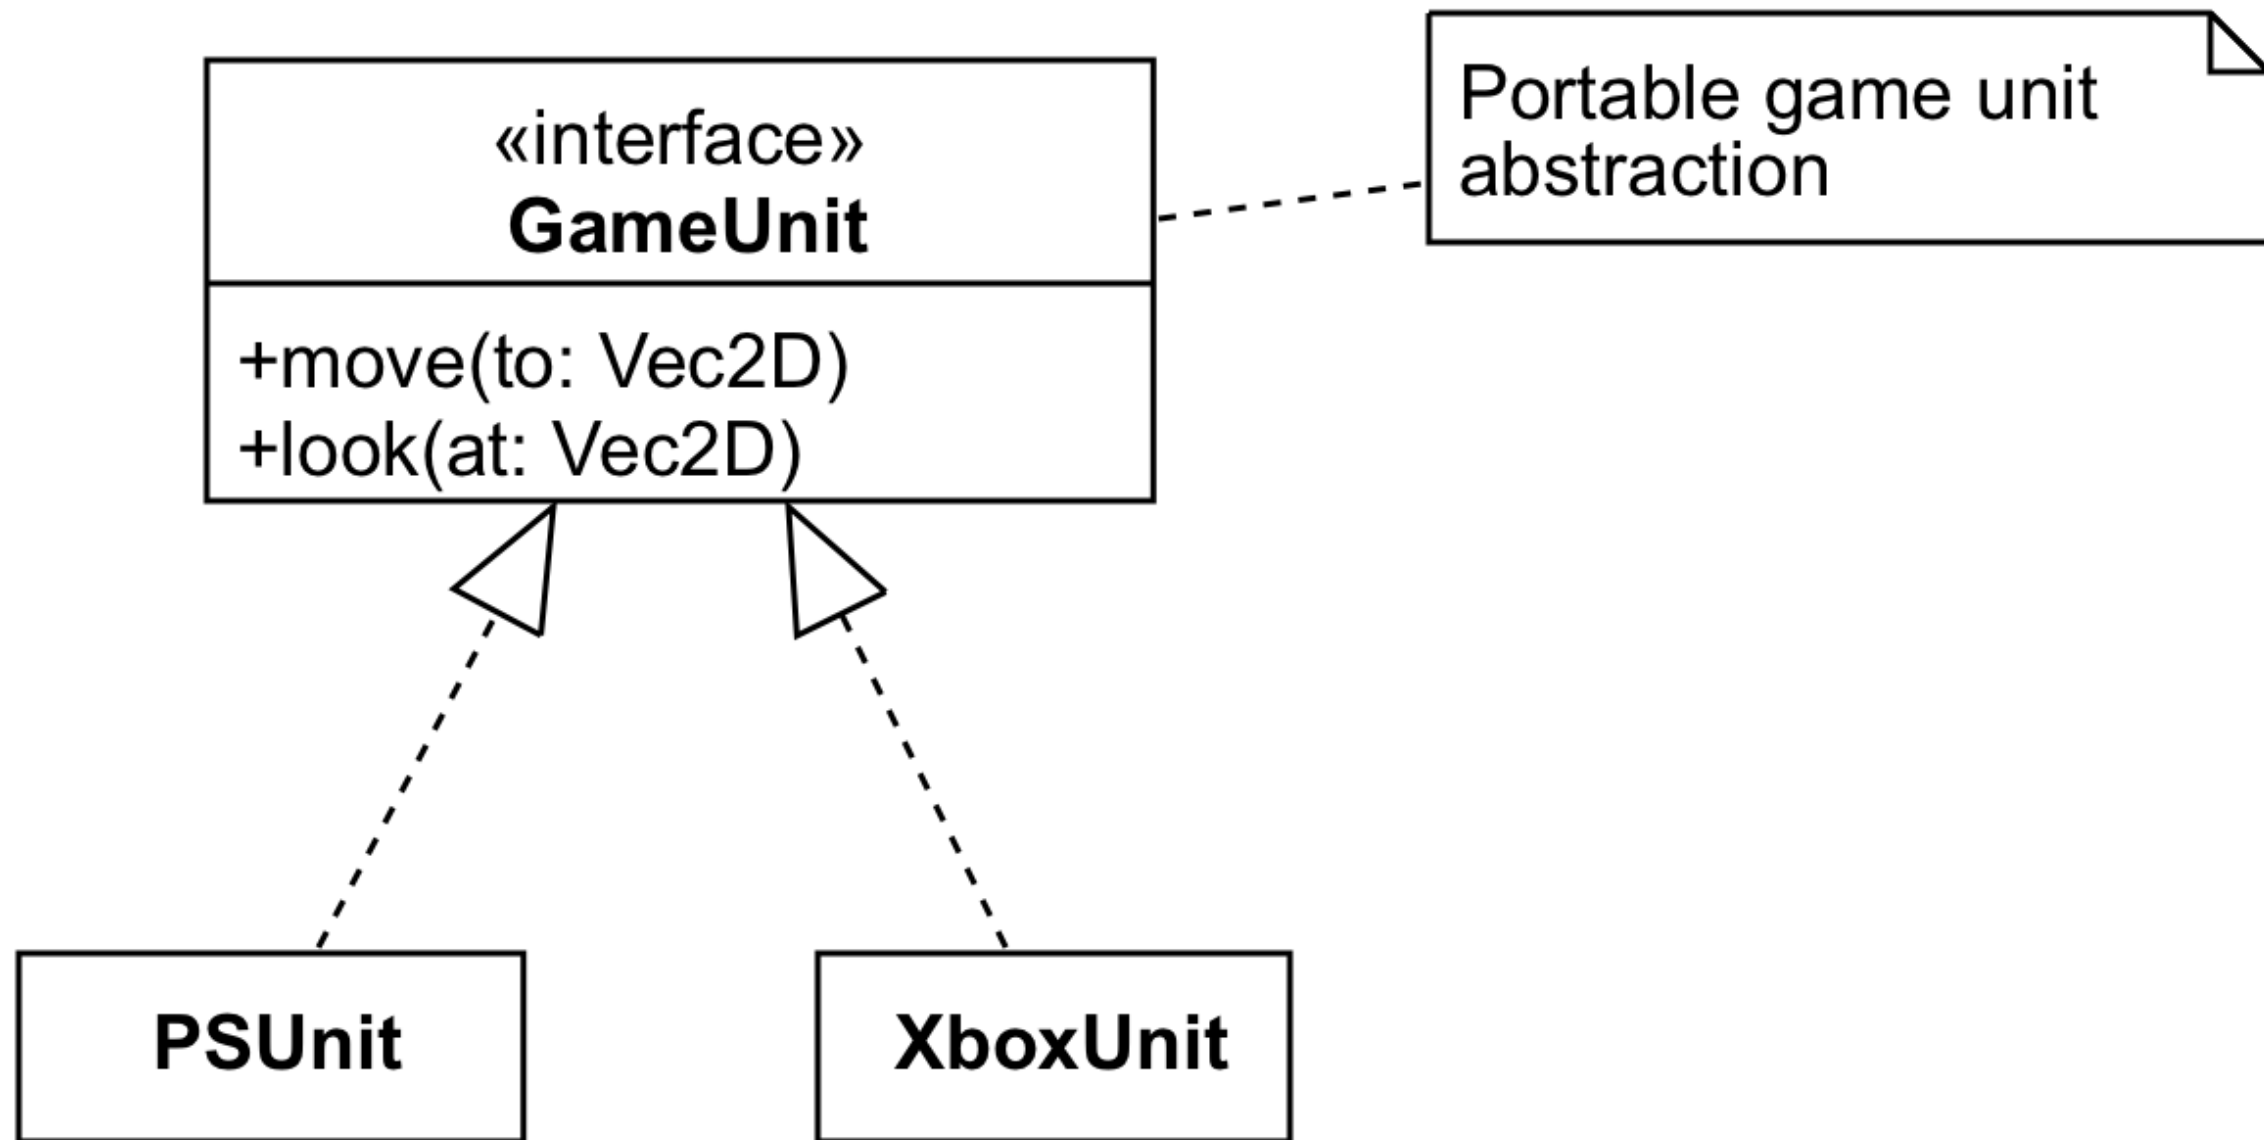 «interface»
GameUnit
+move(to: Vec2D)
+look(at: Vec2D)
Portable game unit
abstraction
PSUnit
XboxUnit